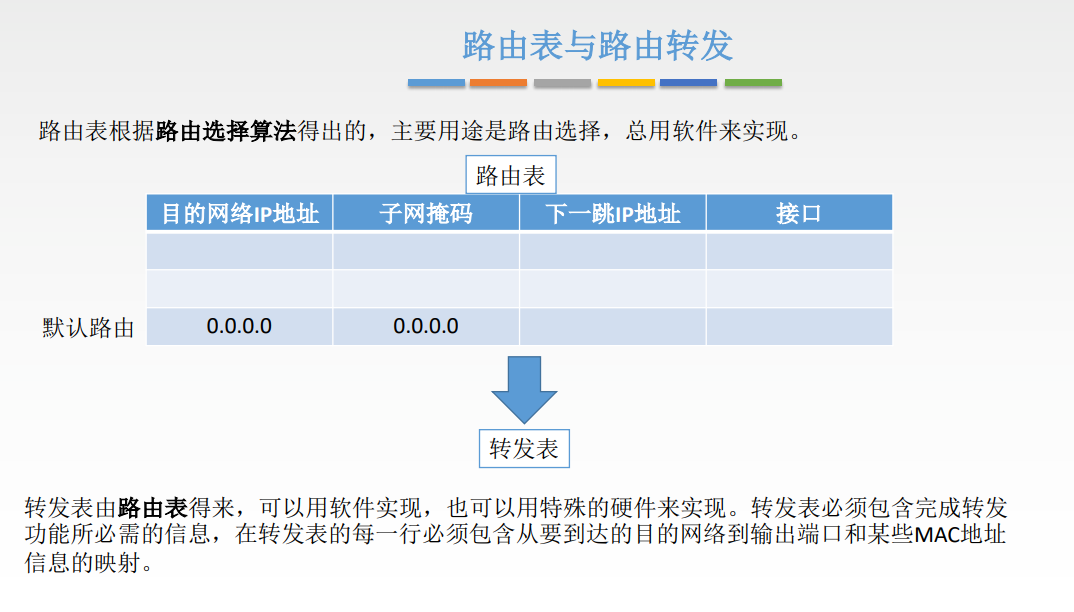 路由表与路由转发
路由表根据路由选择算法得出的，主要用途是路由选择，总用软件来实现。
路由表
目的网络IP地址 子网掩码 下一跳IP地址 接口
默认路由 0.0.0.0 0.0.0.0
转发表
转发表由路由表得来，可以用软件实现，也可以用特殊的硬件来实现。转发表必须包含完成转发
功能所必需的信息，在转发表的每一行必须包含从要到达的目的网络到输出端口和某些MAC地址
信息的映射。